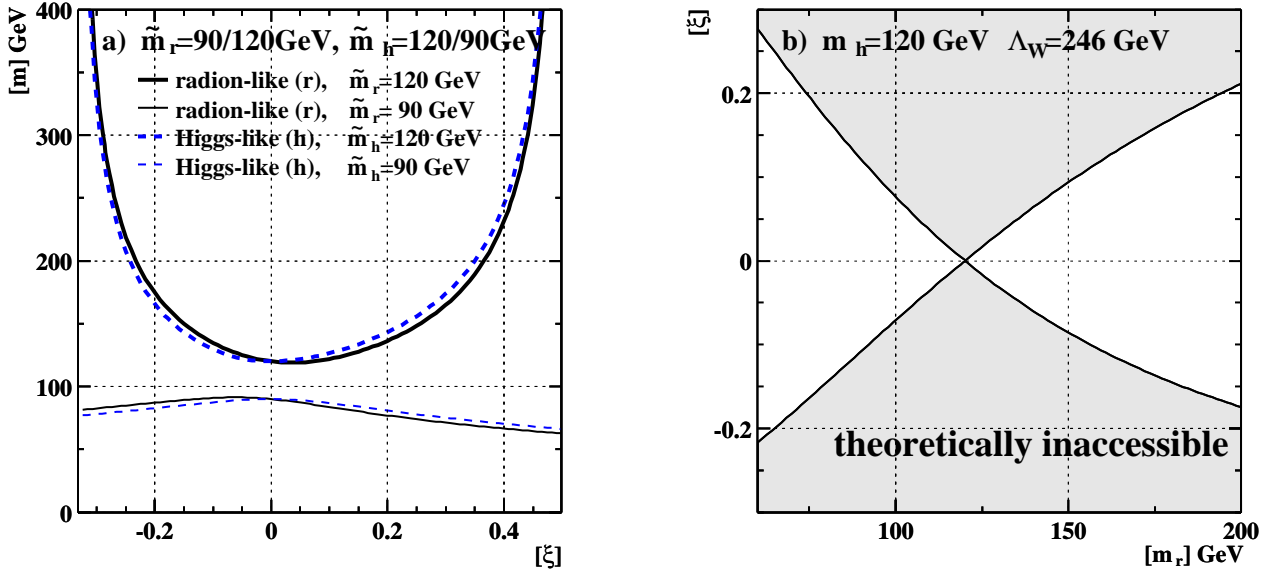 [m] GeV
400
300
200
100
0
a) m̃ r=90/120GeV, m̃ h=120/90GeV
radion-like (r), m̃ r=120 GeV
radion-like (r), m̃ r= 90 GeV
Higgs-like (h), m̃ h=120 GeV
Higgs-like (h), m̃ h=90 GeV
-0.2 0 0.2 0.4
[ξ]
[ξ]
0.2
0
-0.2
b) m h=120 GeV ΛW=246 GeV
theoretically inaccessible
100 150 200
[m r] GeV